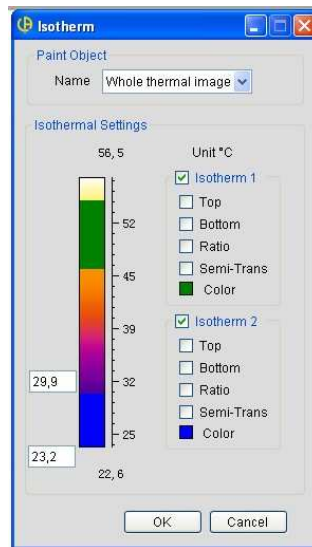 Isotherm
Paint Object
Name Whole thermal image
Isothermal Settings
56,5 Unit °C
Isotherm 1
Top
52
Bottom
Ratio
45
Semi-Trans
Color
39
Isotherm 2
Top
Bottom
29,9
32
Ratio
Semi-Trans
25
Color
23,2
22,6
OK Cancel